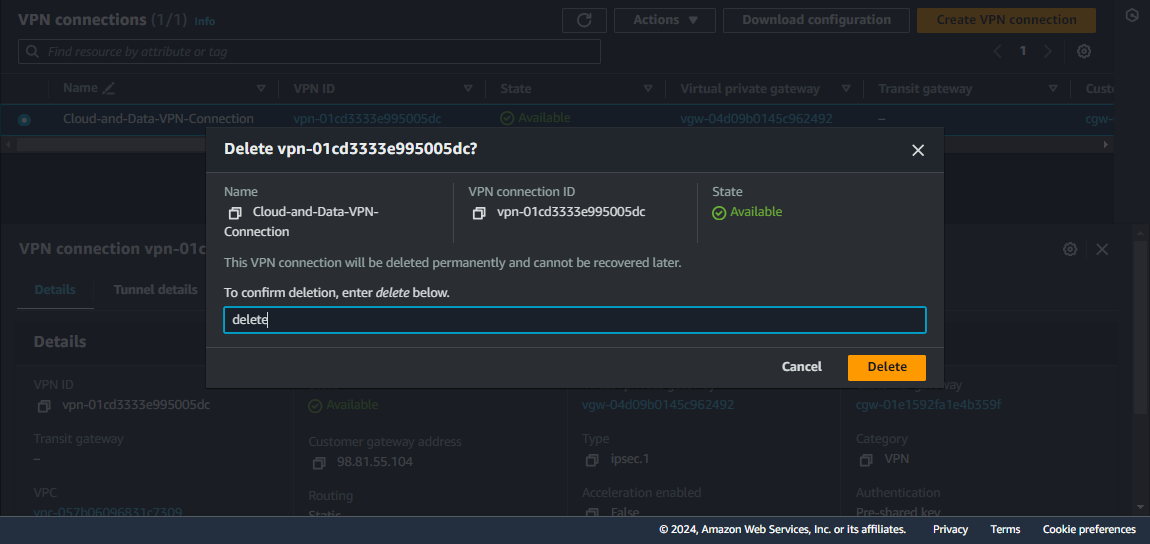 VPN connections (1/1) Info
Actions
Download configuration
Create VPN connection
Find resource by attribute or tag
1
Name
VPN ID
State
Virtual private gateway
Transit gateway
Cloud-and-Data-VPN-Connection
vpn-01cd3333e995005dc
Available
vgw-04d09b0145c962492
–
cgw-
Delete vpn-01cd3333e995005dc?
Name
Cloud-and-Data-VPN-
Connection
VPN connection ID
vpn-01cd3333e995005dc
State
Available
This VPN connection will be deleted permanently and cannot be recovered later.
To confirm deletion, enter delete below.
delete
Cancel
Delete
VPN connection vpn-01c
Details
Tunnel details
Details
VPN ID
vpn-01cd3333e995005dc
Available
vgw-04d09b0145c962492
cgw-01e1592fa1e4b359f
Transit gateway
–
Customer gateway address
98.81.55.104
Type
ipsec.1
Category
VPN
VPC
vpc-057b06096831c7309
Routing
Static
Acceleration enabled
False
Authentication
Pre-shared key
© 2024, Amazon Web Services, Inc. or its affiliates.
Privacy
Terms
Cookie preferences